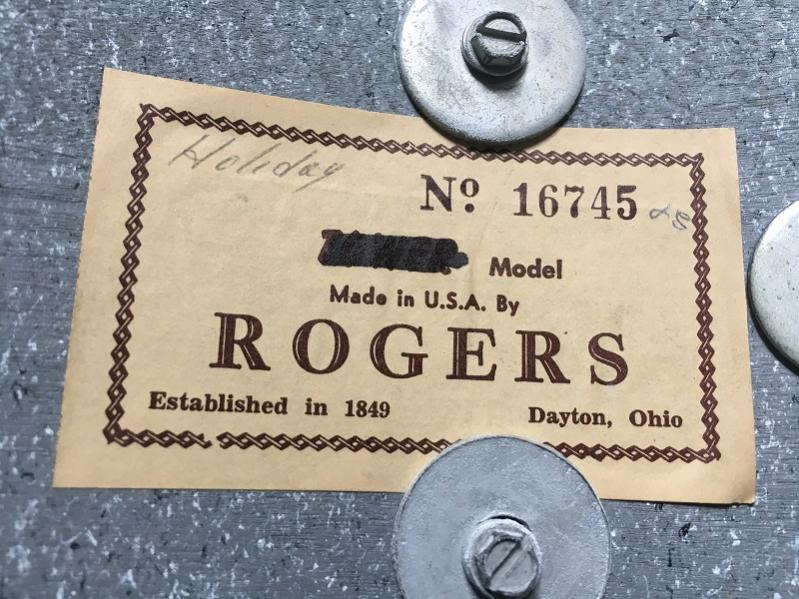 Holiday
Nº 16745
Model
Made in U.S.A. By
ROGERS
Established in 1849
Dayton, Ohio